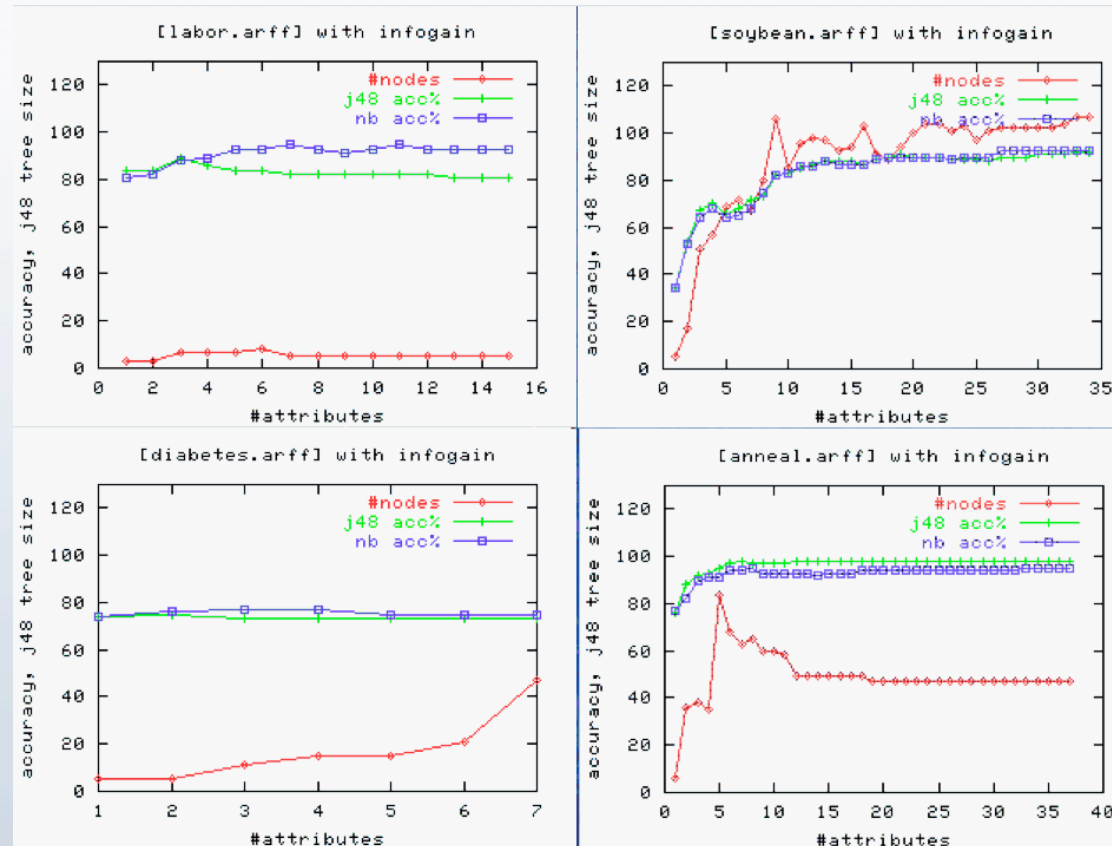 [labor.arff] with infogain
accuracy, j48 tree size
120
100
80
60
40
20
0
#nodes
j48 acc%
nb acc%
0 2 4 6 8 10 12 14 16
#attributes
[soybean.arff] with infogain
accuracy, j48 tree size
120
100
80
60
40
20
0
#nodes
j48 acc%
nb acc%
0 5 10 15 20 25 30 35
#attributes
[diabetes.arff] with infogain
accuracy, j48 tree size
120
100
80
60
40
20
0
#nodes
j48 acc%
nb acc%
1 2 3 4 5 6 7
#attributes
[anneal.arff] with infogain
accuracy, j48 tree size
120
100
80
60
40
20
0
#nodes
j48 acc%
nb acc%
0 5 10 15 20 25 30 35 40
#attributes